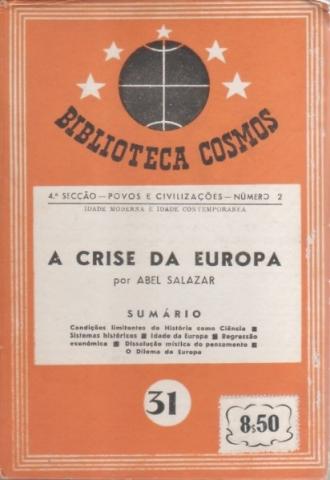 BIBLIOTECA COSMOS
4.ª SECÇÃO — POVOS E CIVILIZAÇÕES — NÚMERO 2
IDADE MODERNA E IDADE CONTEMPORANEA
A CRISE DA EUROPA
por ABEL SALAZAR
SUMÁRIO
Condições limitantes da História como Ciência ■
Sistemas históricos ■ Idade da Europa ■ Regressão
económica ■ Dissolução mística do pensamento ■
O Dilema da Europa
31
8$50